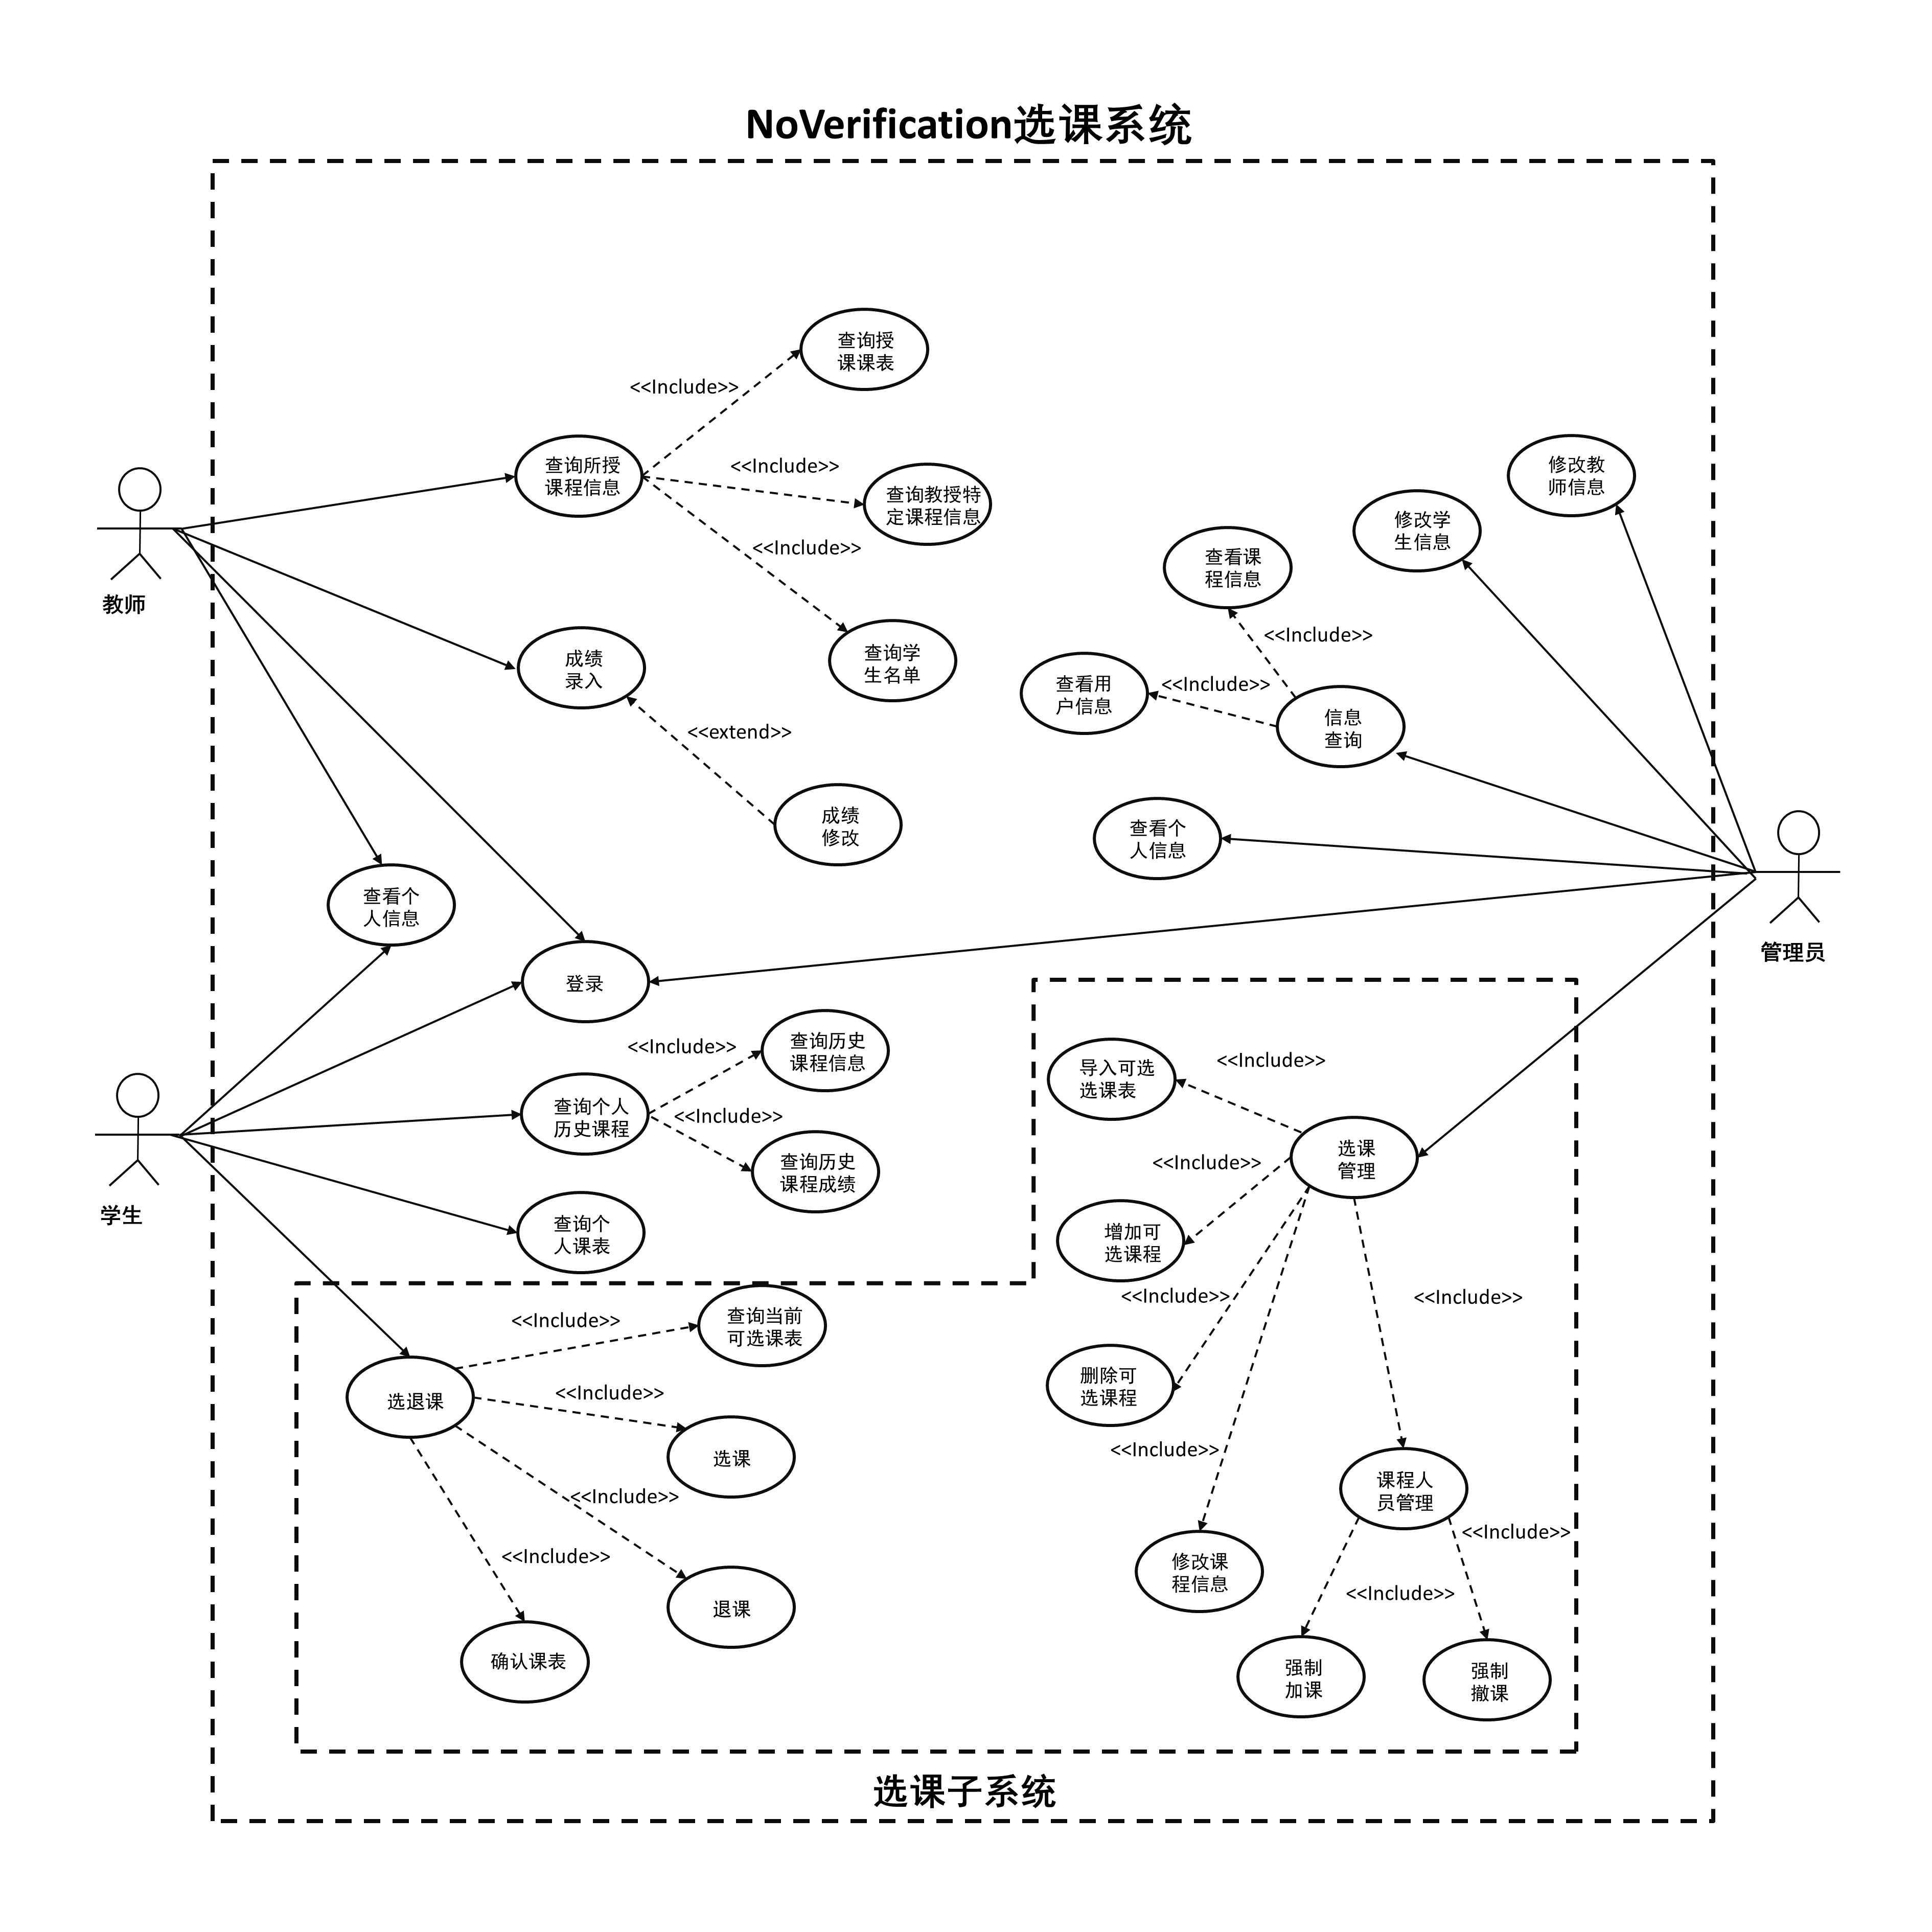 NoVerification选课系统
查询授
课课表
<<Include>>
查询所授
课程信息
<<Include>>
查询教授特
定课程信息
<<Include>>
查询学
生名单
教师
成绩
录入
<<extend>>
成绩
修改
修改教
师信息
修改学
生信息
查看课
程信息
<<Include>>
查看用
户信息
<<Include>>
信息
查询
查看个
人信息
管理员
查看个
人信息
登录
<<Include>>
查询历史
课程信息
查询个人
历史课程
<<Include>>
查询历史
课程成绩
学生
查询个
人课表
导入可选
选课表
<<Include>>
选课
管理
<<Include>>
增加可
选课程
<<Include>>
<<Include>>
删除可
选课程
<<Include>>
课程人
员管理
<<Include>>
修改课
程信息
<<Include>>
强制
加课
强制
撤课
<<Include>>
查询当前
可选课表
选退课
<<Include>>
选课
<<Include>>
<<Include>>
退课
确认课表
选课子系统